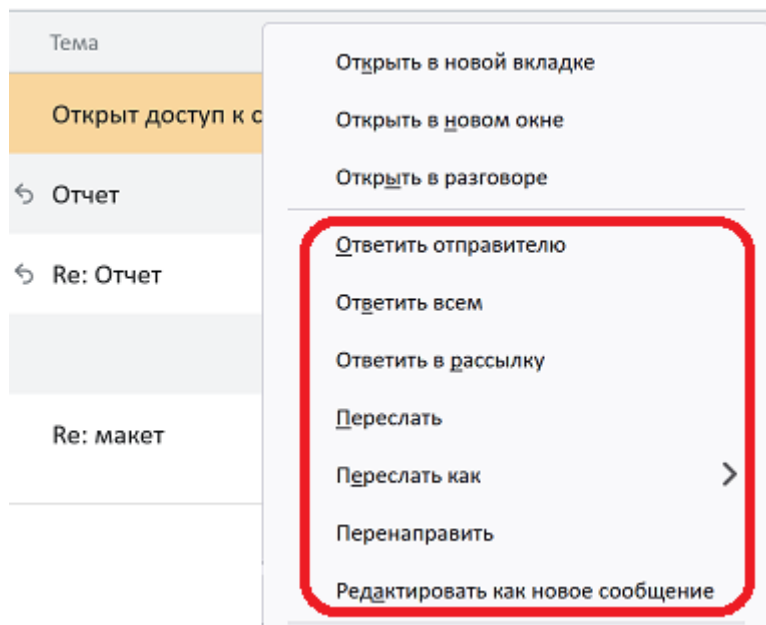 Тема
Открыт доступ к с
Отчет
Re: Отчет
Re: макет
Открыть в новой вкладке
Открыть в новом окне
Открыть в разговоре
Ответить отправителю
Ответить всем
Ответить в рассылку
Переслать
Переслать как
Перенаправить
Редактировать как новое сообщение